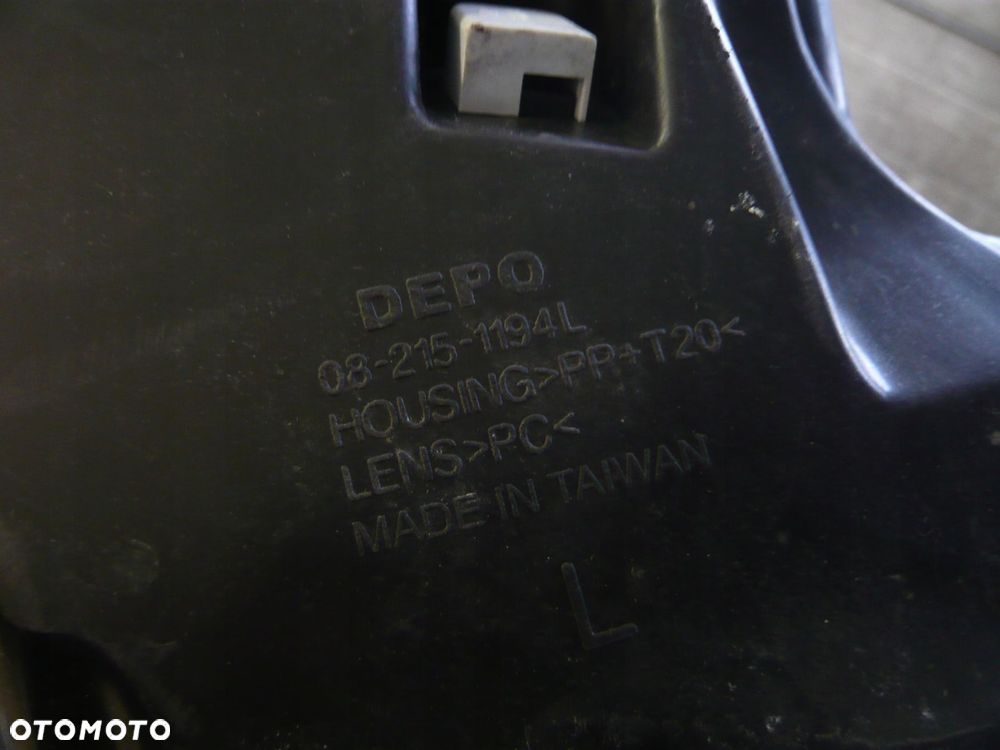 DEPO
08-215-1194L
HOUSING>PP+T20<
LENS>PC<
MADE IN TAIWAN
L
OTOMOTO